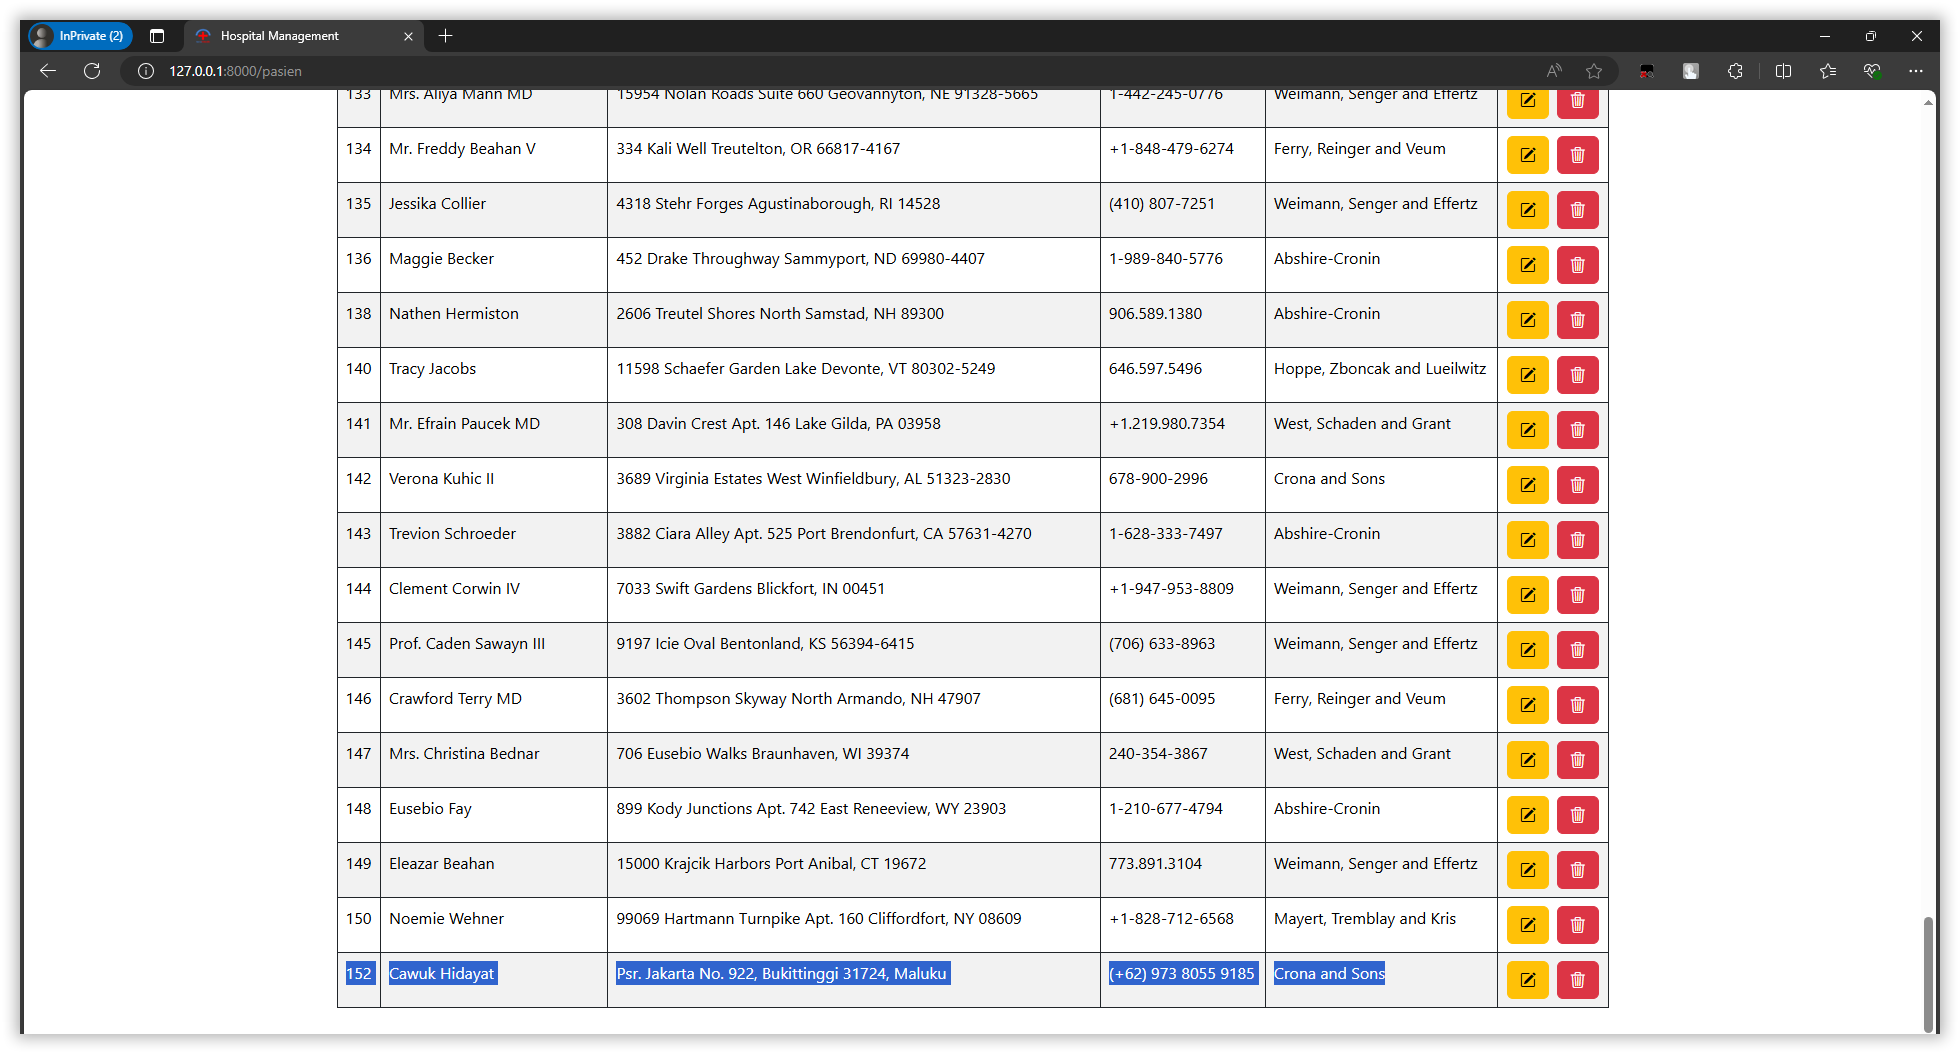 InPrivate (2)
Hospital Management
127.0.0.1:8000/pasien
133 Mrs. Aliya Mann MD 15954 Nolan Roads Suite 660 Geovannyton, NE 91328-5665 1-442-245-0776 Weimann, Senger and Effertz
134 Mr. Freddy Beahan V 334 Kali Well Treutelton, OR 66817-4167 +1-848-479-6274 Ferry, Reinger and Veum
135 Jessika Collier 4318 Stehr Forges Agustinaborough, RI 14528 (410) 807-7251 Weimann, Senger and Effertz
136 Maggie Becker 452 Drake Throughway Sammyport, ND 69980-4407 1-989-840-5776 Abshire-Cronin
138 Nathen Hermiston 2606 Treutel Shores North Samstad, NH 89300 906.589.1380 Abshire-Cronin
140 Tracy Jacobs 11598 Schaefer Garden Lake Devonte, VT 80302-5249 646.597.5496 Hoppe, Zboncak and Lueilwitz
141 Mr. Efrain Paucek MD 308 Davin Crest Apt. 146 Lake Gilda, PA 03958 +1.219.980.7354 West, Schaden and Grant
142 Verona Kuhic II 3689 Virginia Estates West Winfieldbury, AL 51323-2830 678-900-2996 Crona and Sons
143 Trevion Schroeder 3882 Ciara Alley Apt. 525 Port Brendonfurt, CA 57631-4270 1-628-333-7497 Abshire-Cronin
144 Clement Corwin IV 7033 Swift Gardens Blickfort, IN 00451 +1-947-953-8809 Weimann, Senger and Effertz
145 Prof. Caden Sawayn III 9197 Icie Oval Bentonland, KS 56394-6415 (706) 633-8963 Weimann, Senger and Effertz
146 Crawford Terry MD 3602 Thompson Skyway North Armando, NH 47907 (681) 645-0095 Ferry, Reinger and Veum
147 Mrs. Christina Bednar 706 Eusebio Walks Braunhaven, WI 39374 240-354-3867 West, Schaden and Grant
148 Eusebio Fay 899 Kody Junctions Apt. 742 East Reneeview, WY 23903 1-210-677-4794 Abshire-Cronin
149 Eleazar Beahan 15000 Krajcik Harbors Port Anibal, CT 19672 773.891.3104 Weimann, Senger and Effertz
150 Noemie Wehner 99069 Hartmann Turnpike Apt. 160 Cliffordfort, NY 08609 +1-828-712-6568 Mayert, Tremblay and Kris
152 Cawuk Hidayat Psr. Jakarta No. 922, Bukittinggi 31724, Maluku (+62) 973 8055 9185 Crona and Sons